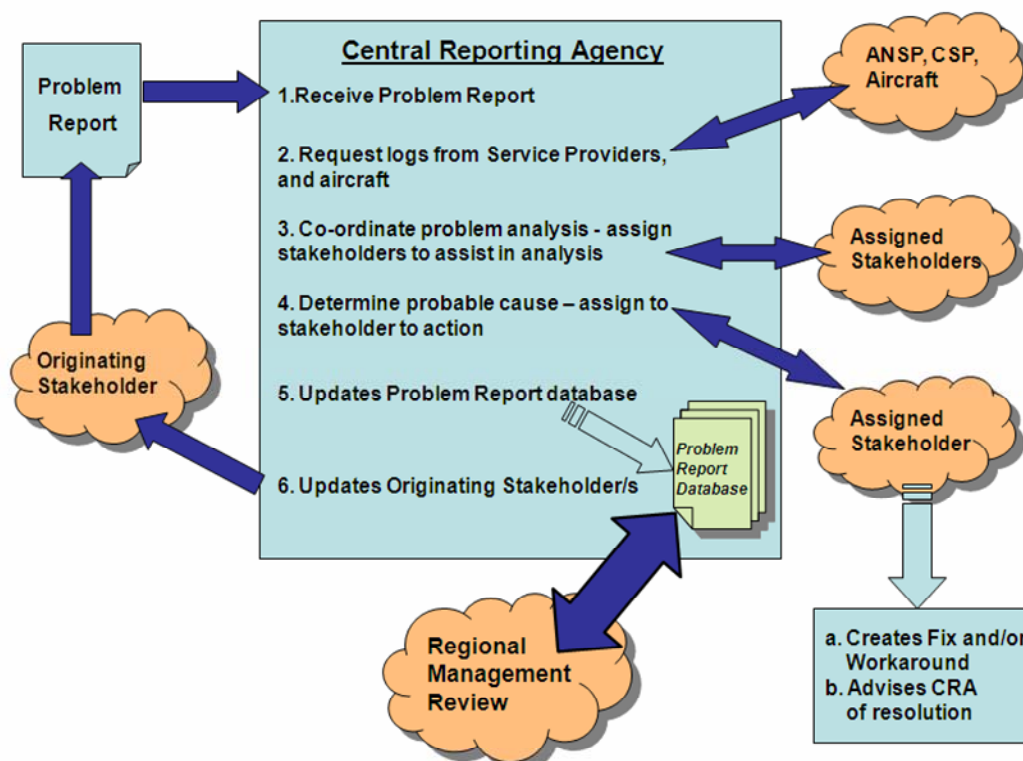 Problem
Report
Central Reporting Agency
1.Receive Problem Report
2. Request logs from Service Providers,
and aircraft
3. Co-ordinate problem analysis - assign
stakeholders to assist in analysis
4. Determine probable cause – assign to
stakeholder to action
5. Updates Problem Report database
6. Updates Originating Stakeholder/s
Problem
Report
Database
ANSP, CSP,
Aircraft
Assigned
Stakeholders
Assigned
Stakeholder
Originating
Stakeholder
Regional
Management
Review
a. Creates Fix and/or
Workaround
b. Advises CRA
of resolution